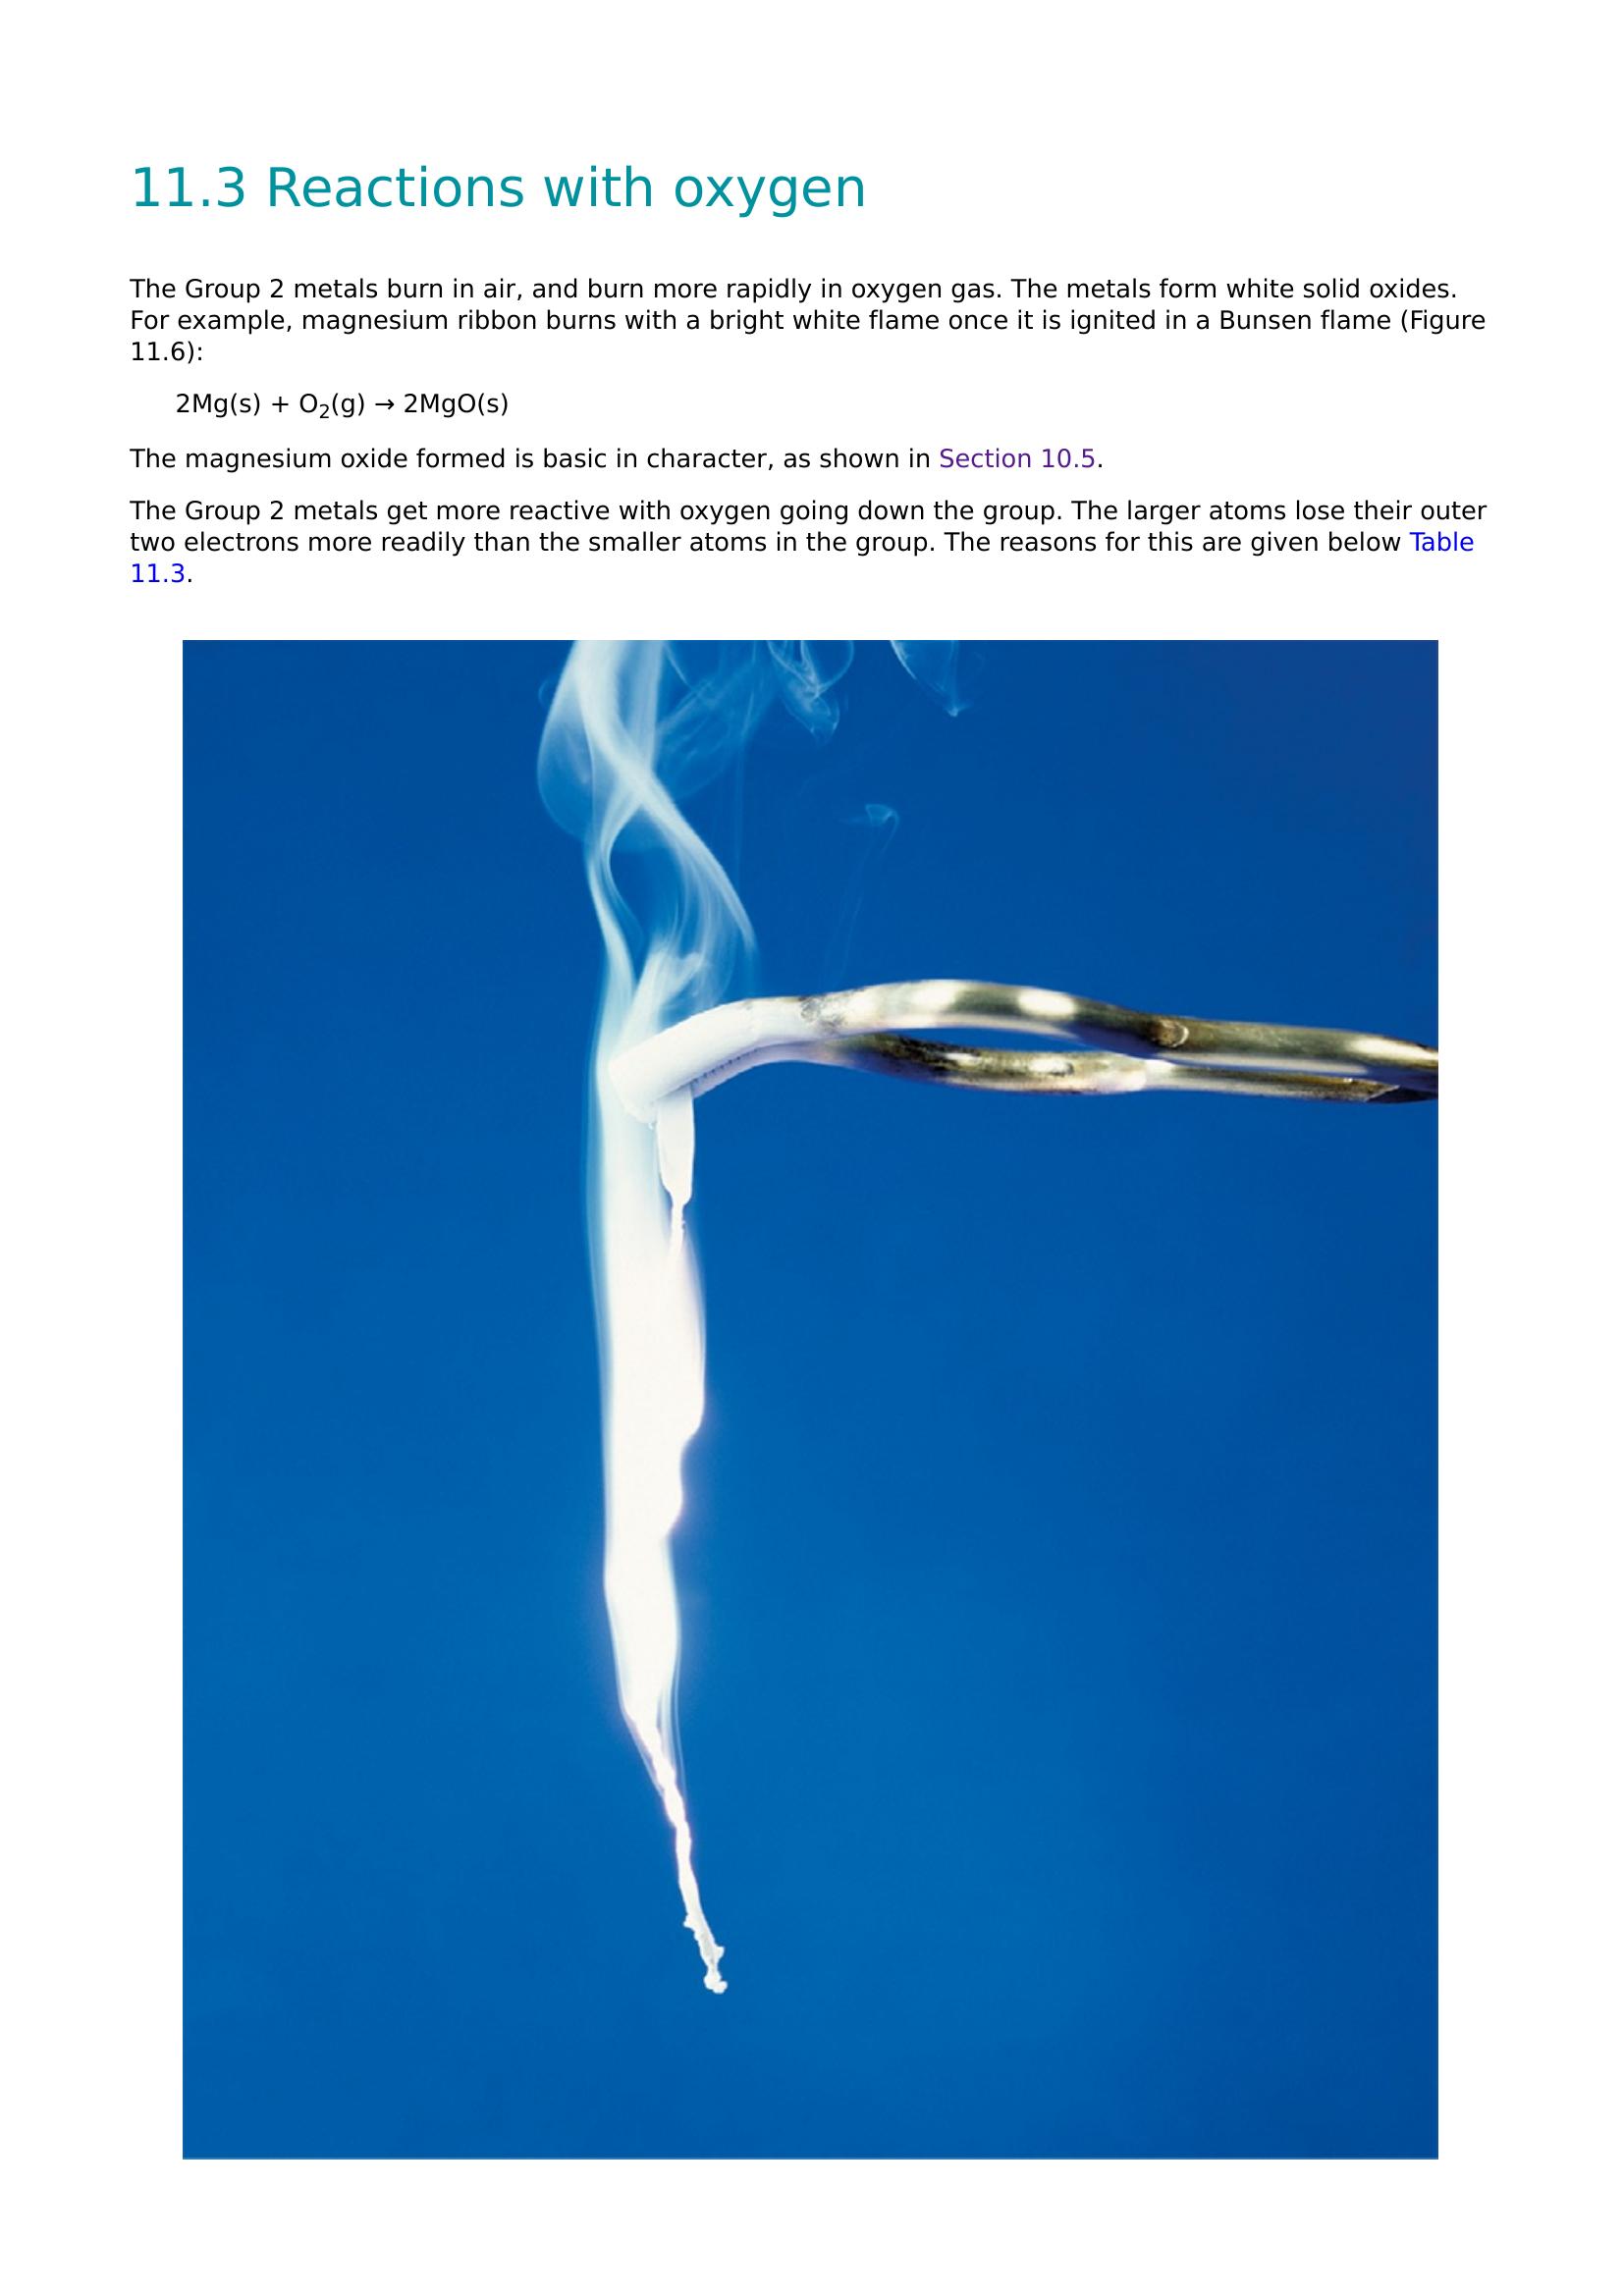 11.3 Reactions with oxygen
The Group 2 metals burn in air, and burn more rapidly in oxygen gas. The metals form white solid oxides.
For example, magnesium ribbon burns with a bright white flame once it is ignited in a Bunsen flame (Figure
11.6):
2Mg(s) + O₂(g) → 2MgO(s)
The magnesium oxide formed is basic in character, as shown in Section 10.5.
The Group 2 metals get more reactive with oxygen going down the group. The larger atoms lose their outer
two electrons more readily than the smaller atoms in the group. The reasons for this are given below Table
11.3.